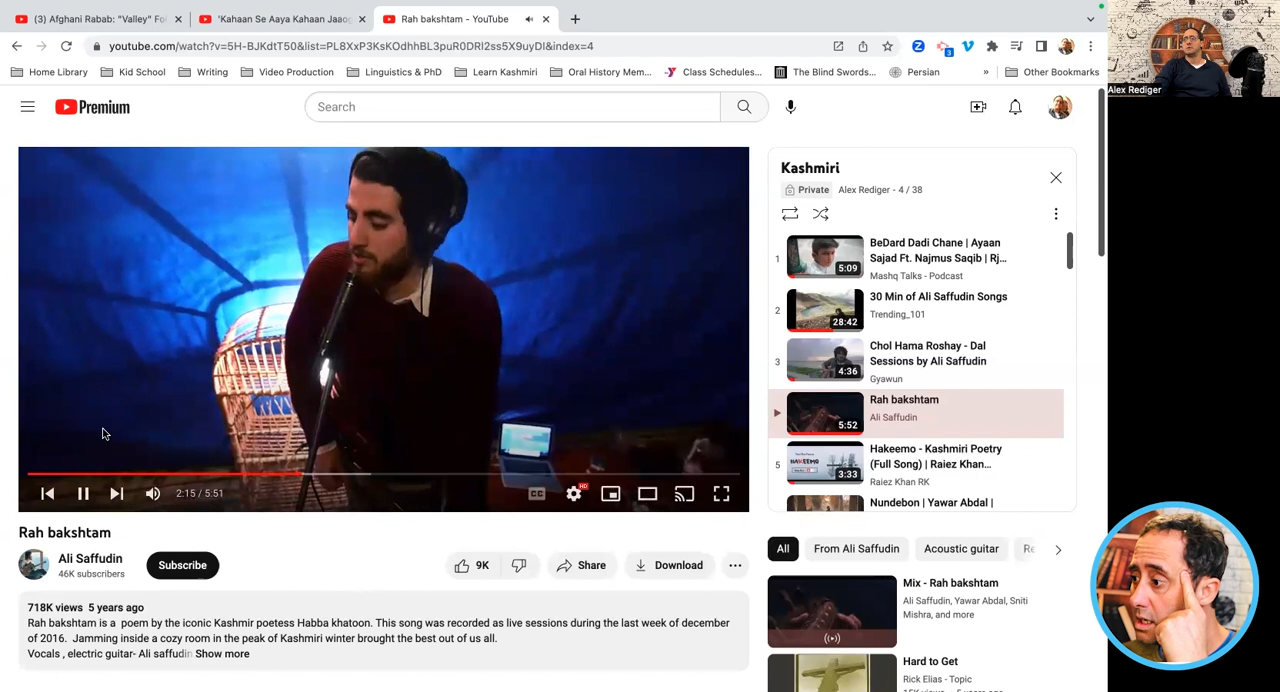 (3) Afghani Rabab: "Valley" Fo
'Kahaan Se Aaya Kahaan Jaaog
Rah bakshtam - YouTube
youtube.com/watch?v=5H-BJKdtT50&list=PL8XxP3KsKOdhhBL3puR0DRI2ss5X9uyDI&index=4
3
Home Library
Kid School
Writing
Video Production
Linguistics & PhD
Learn Kashmiri
Oral History Mem...
Class Schedules...
The Blind Swords...
Persian
»
Other Bookmarks
Alex Rediger
Premium
Search
Kashmiri
Private
Alex Rediger - 4 / 38
1
5:09
BeDard Dadi Chane | Ayaan
Sajad Ft. Najmus Saqib | Rj...
Mashq Talks - Podcast
2
28:42
30 Min of Ali Saffudin Songs
Trending_101
3
4:36
Chol Hama Roshay - Dal
Sessions by Ali Saffudin
Gyawun
5:52
Rah bakshtam
Ali Saffudin
5
3:33
Hakeemo - Kashmiri Poetry
(Full Song) | Raiez Khan...
Raiez Khan RK
Nundebon | Yawar Abdal |
2:15 / 5:51
CC
HD
Rah bakshtam
Ali Saffudin
46K subscribers
Subscribe
9K
Share
Download
718K views 5 years ago
Rah bakshtam is a poem by the iconic Kashmir poetess Habba khatoon. This song was recorded as live sessions during the last week of december
of 2016. Jamming inside a cozy room in the peak of Kashmiri winter brought the best out of us all.
Vocals , electric guitar- Ali saffudin Show more
All
From Ali Saffudin
Acoustic guitar
Re
Mix - Rah bakshtam
Ali Saffudin, Yawar Abdal, Sniti
Mishra, and more
Hard to Get
Rick Elias - Topic